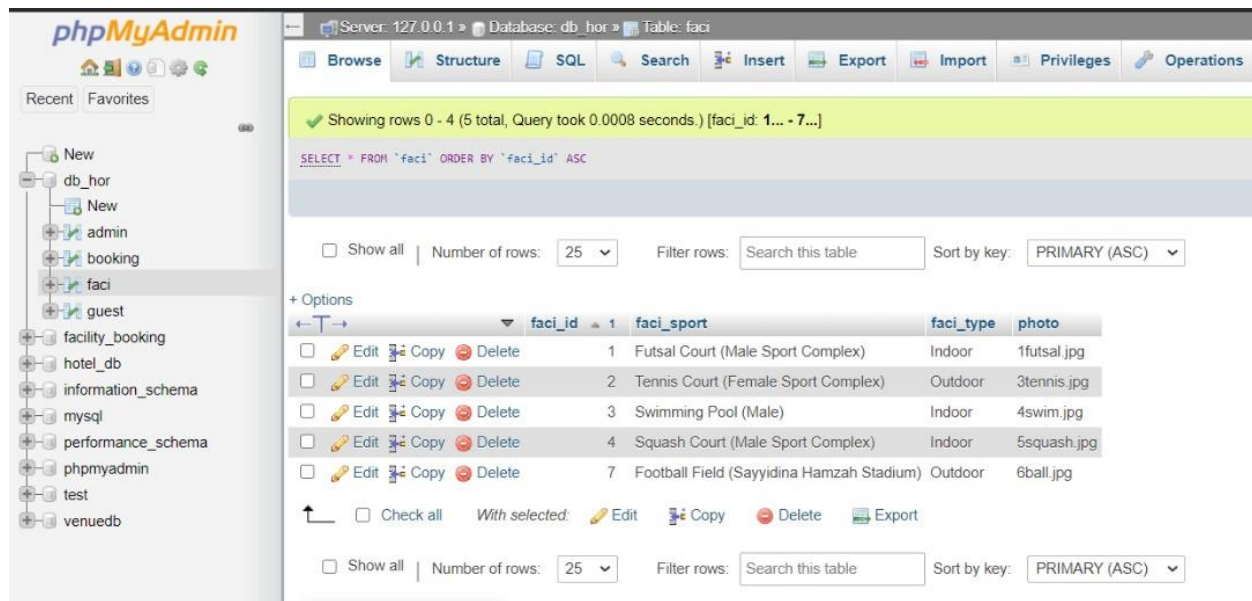 phpMyAdmin
Recent Favorites
New
db_hor
New
admin
booking
faci
guest
facility_booking
hotel_db
information_schema
mysql
performance_schema
phpmyadmin
test
venuedb
Server: 127.0.0.1 » Database: db_hor » Table: faci
Browse Structure SQL Search Insert Export Import Privileges Operations
Showing rows 0 - 4 (5 total, Query took 0.0008 seconds.) [faci_id: 1... - 7...]
SELECT * FROM `faci` ORDER BY `faci_id` ASC
Show all | Number of rows: 25 Filter rows: Search this table Sort by key: PRIMARY (ASC)
+ Options
←T→ faci_id 1 faci_sport faci_type photo
Edit Copy Delete 1 Futsal Court (Male Sport Complex) Indoor 1futsal.jpg
Edit Copy Delete 2 Tennis Court (Female Sport Complex) Outdoor 3tennis.jpg
Edit Copy Delete 3 Swimming Pool (Male) Indoor 4swim.jpg
Edit Copy Delete 4 Squash Court (Male Sport Complex) Indoor 5squash.jpg
Edit Copy Delete 7 Football Field (Sayyidina Hamzah Stadium) Outdoor 6ball.jpg
Check all With selected: Edit Copy Delete Export
Show all | Number of rows: 25 Filter rows: Search this table Sort by key: PRIMARY (ASC)